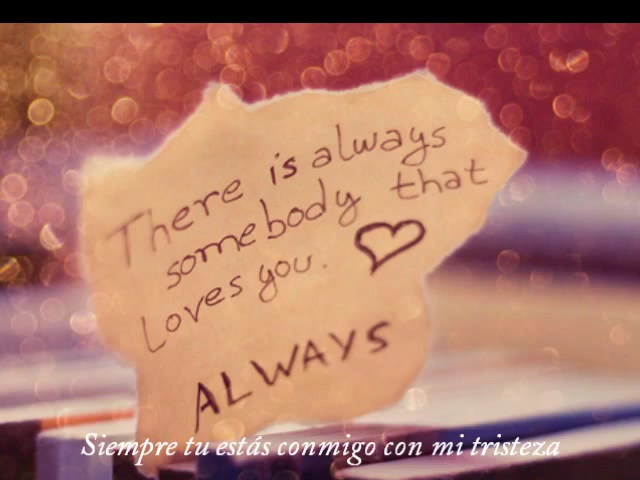 There is always
somebody that
Loves you. ♡
ALWAYS
Siempre tu estás conmigo con mi tristeza